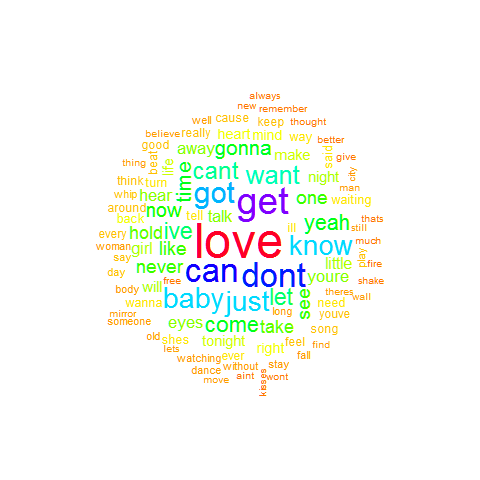 always
new remember
well cause keep thought
believe really heart mind way better
good away gonna make said give
thing beat life cant want night city
think turn time got get one man
whip hear now tell talk ill yeah waiting
around back hold ive love know still thats
every girl like play much
woman never can dont little fire
say will youre shake
day free theres well
body baby just let see need
wanna long youve
mirror eyes come take song
someone
old shes tonight right feel find
lets watching ever fall
dance without stay
move aint kisses wont